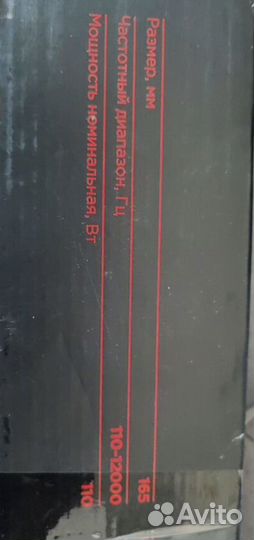 Размер, мм 165
Частотный диапазон, Гц 110-12000
Мощность номинальная, Вт 110
Avito